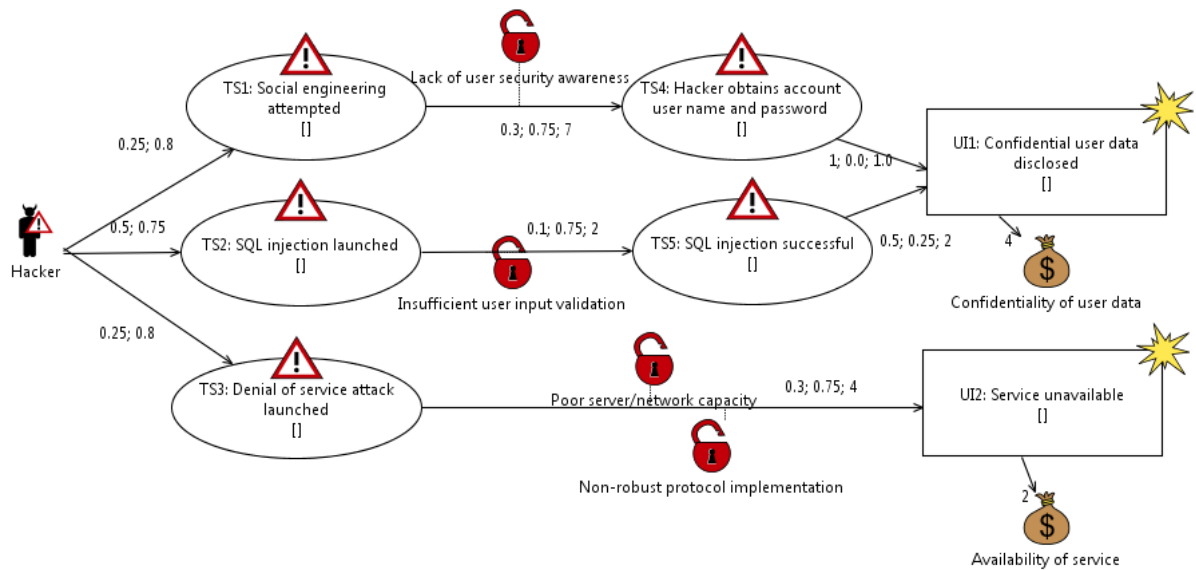 Lack of user security awareness
TS1: Social engineering
attempted
[]
TS4: Hacker obtains account
user name and password
[]
0.25; 0.8
0.3; 0.75; 7
1; 0.0; 1.0
UI1: Confidential user data
disclosed
[]
Hacker
0.5; 0.75
TS2: SQL injection launched
[]
0.1; 0.75; 2
Insufficient user input validation
TS5: SQL injection successful
[]
0.5; 0.25; 2
4
$
Confidentiality of user data
0.25; 0.8
TS3: Denial of service attack
launched
[]
Poor server/network capacity
0.3; 0.75; 4
Non-robust protocol implementation
UI2: Service unavailable
[]
2
$
Availability of service